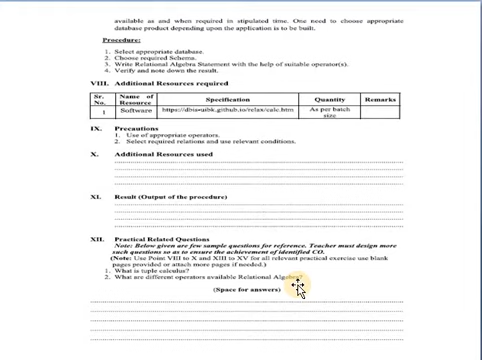 available as and when required in stipulated time. One need to choose appropriate
database product depending upon the application is to be built.
Procedure:
1. Select appropriate database.
2. Choose required Schema.
3. Write Relational Algebra Statement with the help of suitable operator(s).
4. Verify and note down the result.
VIII. Additional Resources required
Sr. No. Name of Resource Specification Quantity Remarks
1 Software https://dbis-uibk.github.io/relax/calc.htm As per batch size
IX. Precautions
1. Use of appropriate operators.
2. Select required relations and use relevant conditions.
X. Additional Resources used
XI. Result (Output of the procedure)
XII. Practical Related Questions
Note: Below given are few sample questions for reference. Teacher must design more
such questions so as to ensure the achievement of identified CO.
(Note: Use Point VIII to X and XIII to XV for all relevant practical exercise use blank
pages provided or attach more pages if needed.)
1. What is tuple calculus?
2. What are different operators available Relational Algebra?
(Space for answers)